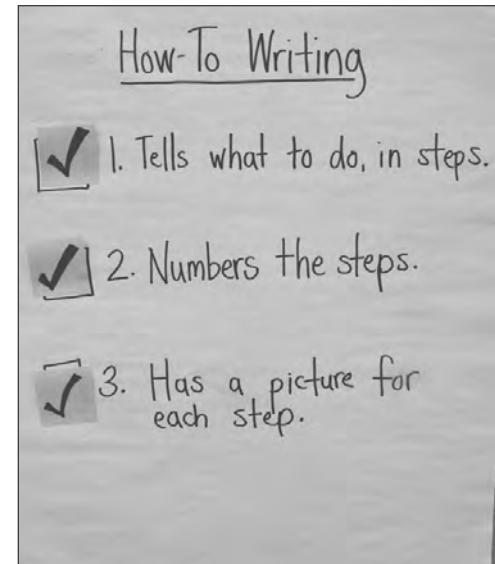 How-To Writing
1. Tells what to do, in steps.
2. Numbers the steps.
3. Has a picture for
each step.